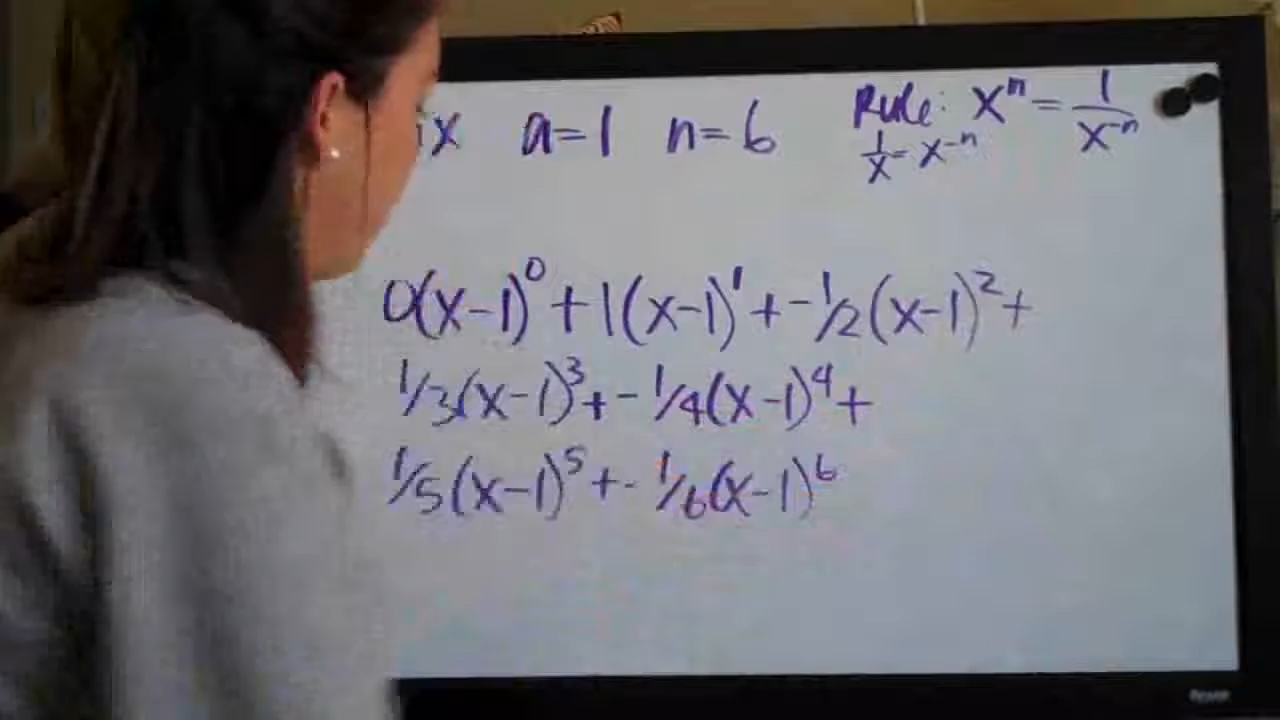 x a=1 n=6 Rule: xⁿ = 1/x⁻ⁿ
1/x = x⁻ⁿ
0(x-1)⁰ + 1(x-1)¹ + -1/2(x-1)² +
1/3(x-1)³ + -1/4(x-1)⁴ +
1/5(x-1)⁵ + -1/6(x-1)⁶